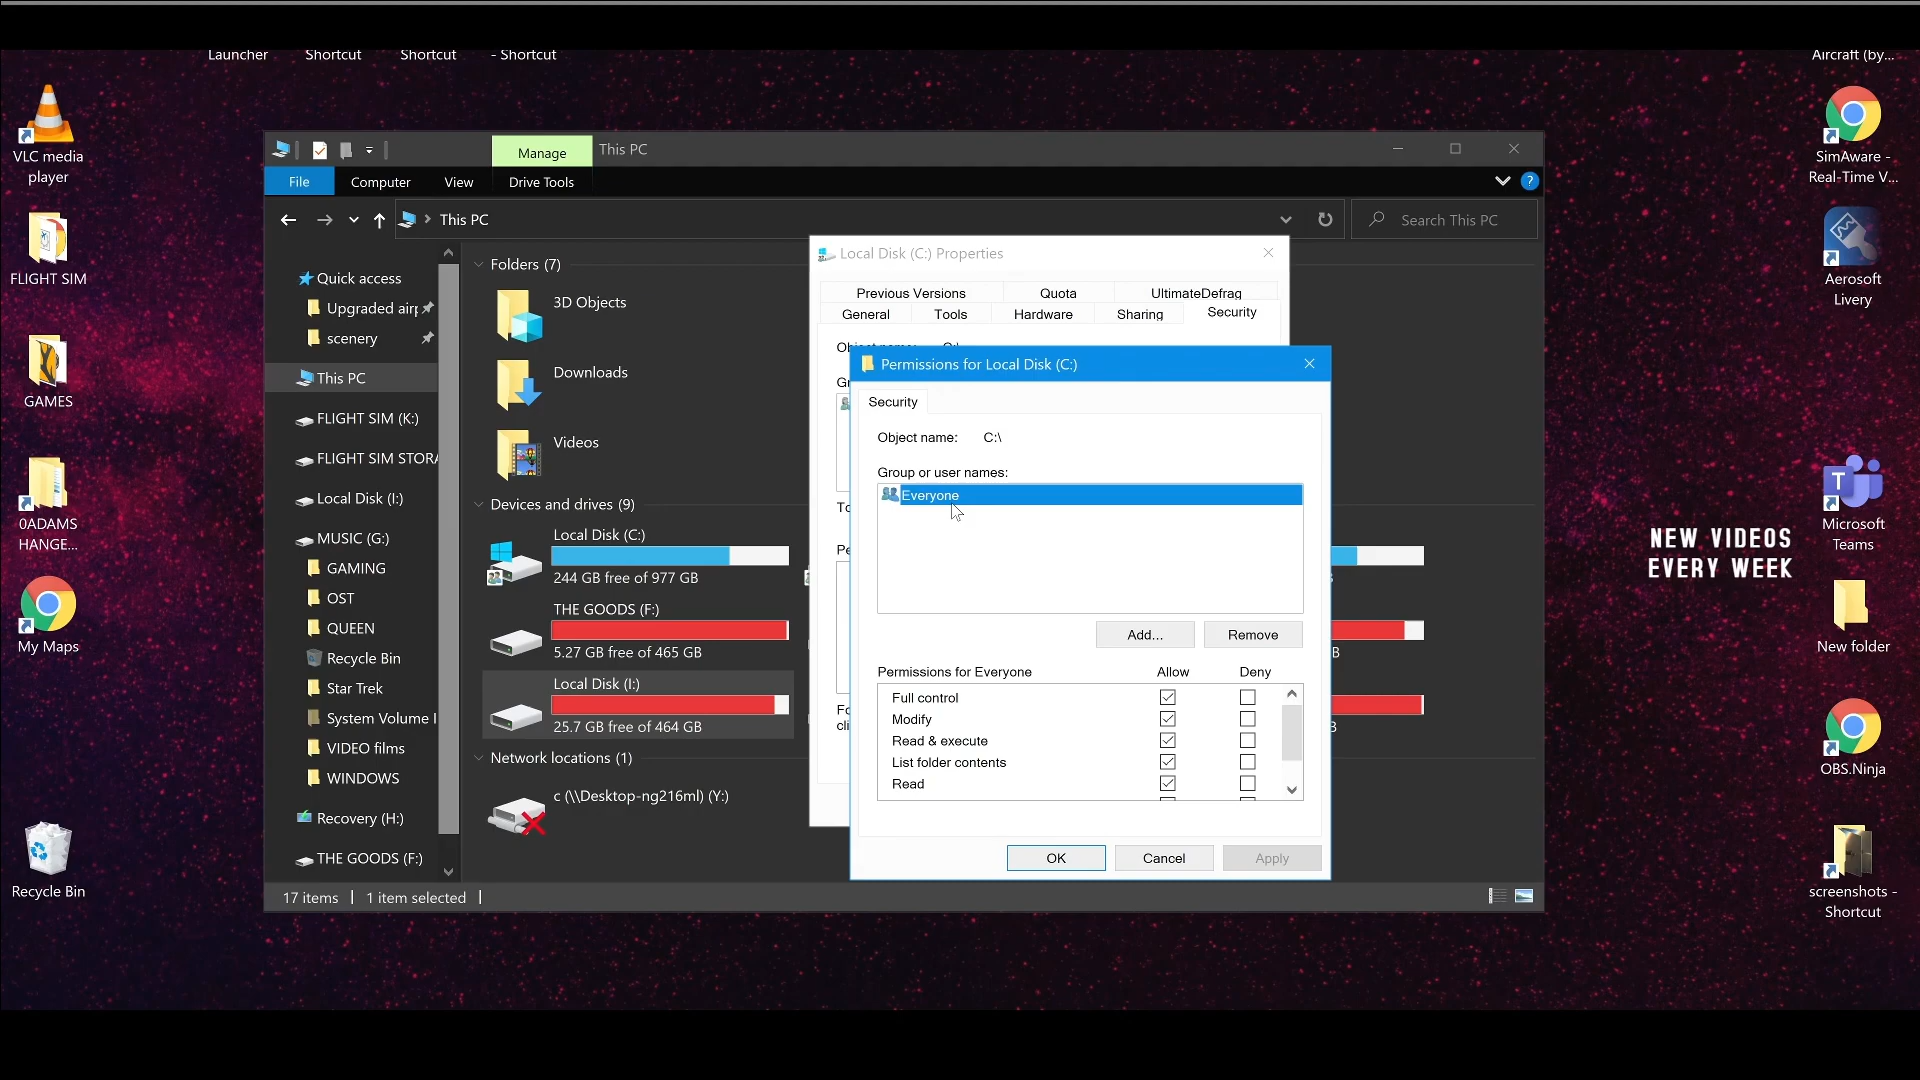 Launcher
Shortcut
Shortcut
- Shortcut
Aircraft (by...
VLC media
player
FLIGHT SIM
GAMES
0ADAMS
HANGE...
My Maps
Recycle Bin
Manage
This PC
File
Computer
View
Drive Tools
?
This PC
Search This PC
Quick access
Upgraded airp
scenery
This PC
FLIGHT SIM (K:)
FLIGHT SIM STORA
Local Disk (I:)
MUSIC (G:)
GAMING
OST
QUEEN
Recycle Bin
Star Trek
System Volume I
VIDEO films
WINDOWS
Recovery (H:)
THE GOODS (F:)
Folders (7)
3D Objects
Downloads
Videos
Devices and drives (9)
Local Disk (C:)
244 GB free of 977 GB
THE GOODS (F:)
5.27 GB free of 465 GB
Local Disk (I:)
25.7 GB free of 464 GB
Network locations (1)
c (\\Desktop-ng216ml) (Y:)
17 items
1 item selected
Local Disk (C:) Properties
Previous Versions
Quota
UltimateDefrag
General
Tools
Hardware
Sharing
Security
Permissions for Local Disk (C:)
Security
Object name: C:\
Group or user names:
Everyone
Add...
Remove
Permissions for Everyone
Allow
Deny
Full control
Modify
Read & execute
List folder contents
Read
OK
Cancel
Apply
NEW VIDEOS
EVERY WEEK
SimAware -
Real-Time V...
Aerosoft
Livery
T
Microsoft
Teams
New folder
OBS.Ninja
screenshots -
Shortcut